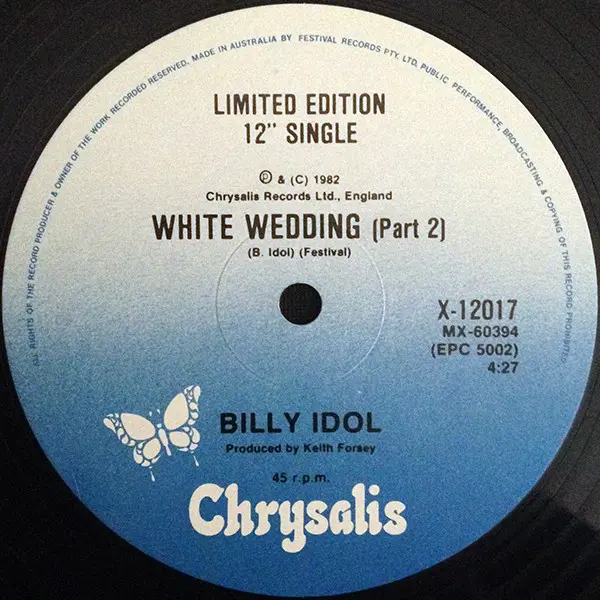 ALL RIGHTS OF THE RECORD PRODUCER & OWNER OF THE WORK RECORDED RESERVED. MADE IN AUSTRALIA BY FESTIVAL RECORDS PTY. LTD. PUBLIC PERFORMANCE, BROADCASTING & COPYING OF THIS RECORD PROHIBITED.
LIMITED EDITION
12" SINGLE
℗ & (C) 1982
Chrysalis Records Ltd., England
WHITE WEDDING (Part 2)
(B. Idol) (Festival)
X-12017
MX-60394
(EPC 5002)
4:27
BILLY IDOL
Produced by Keith Forsey
45 r.p.m.
Chrysalis